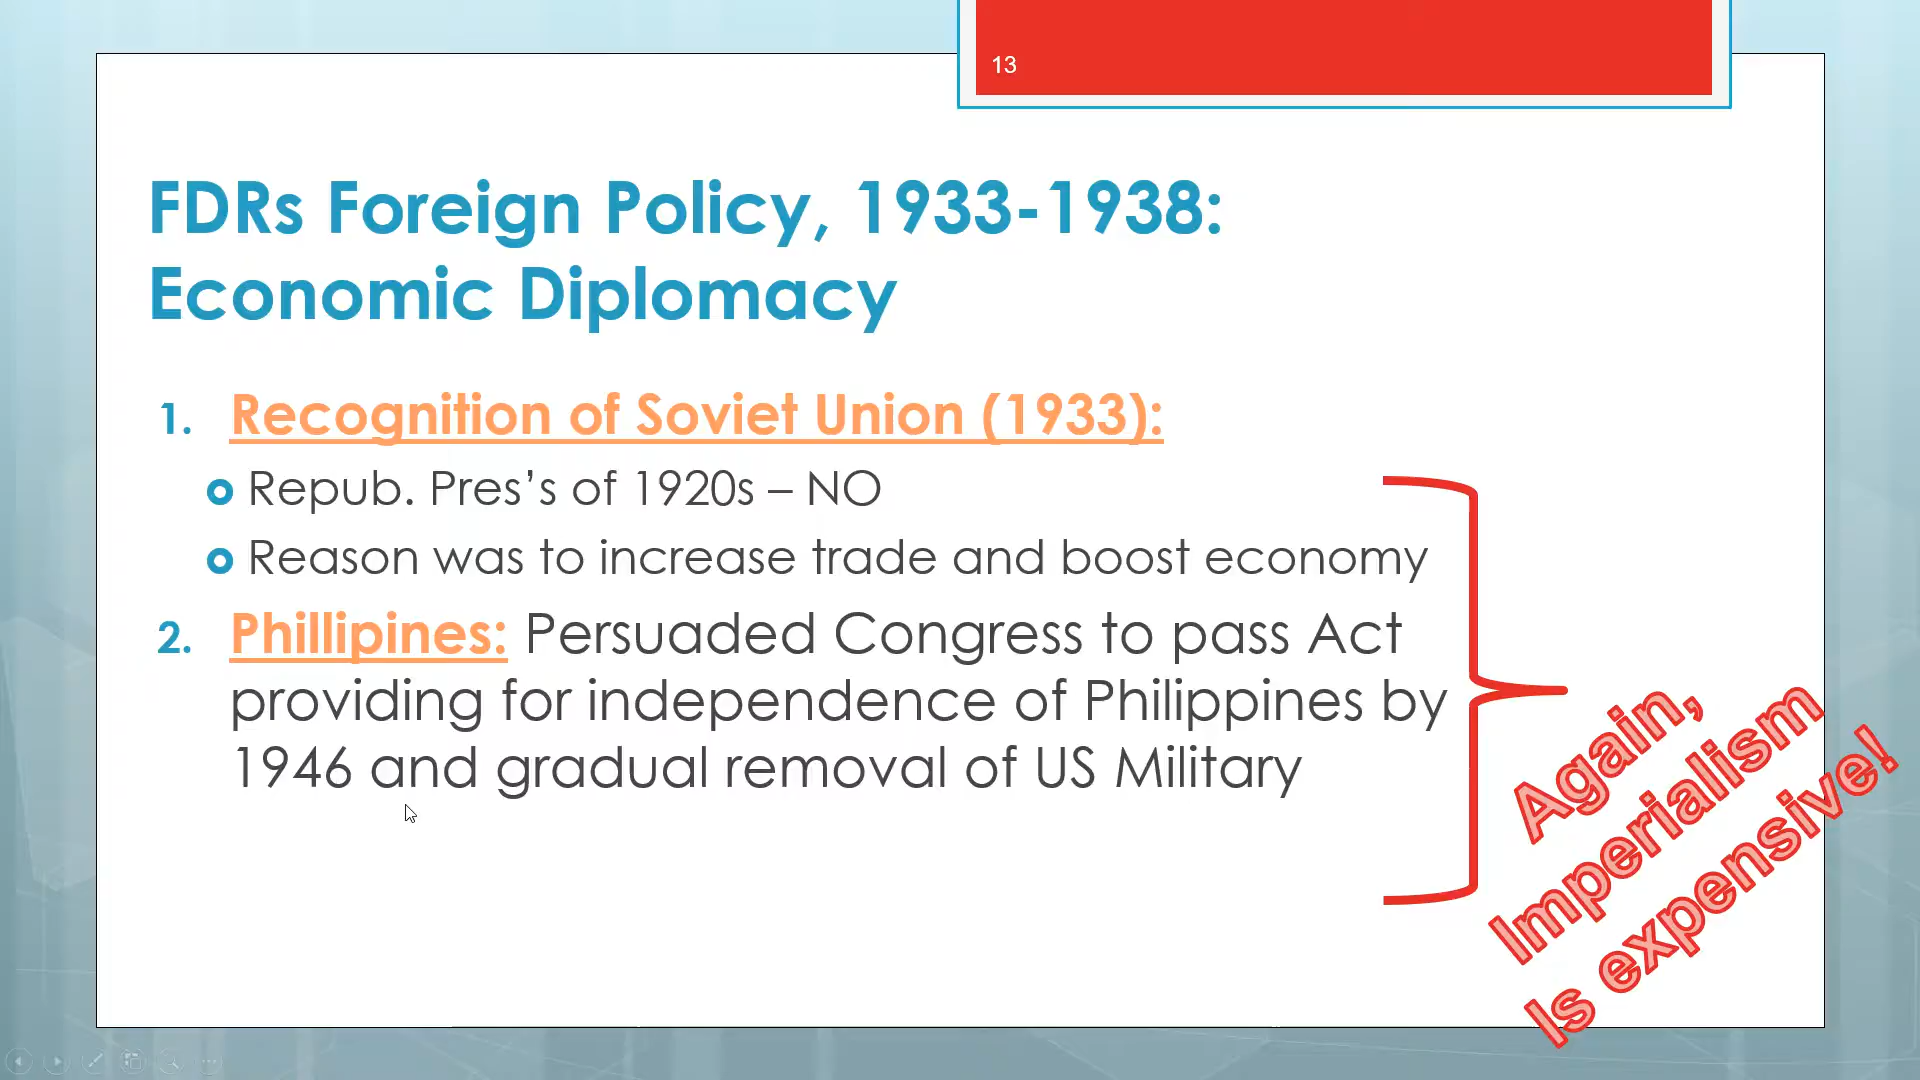 13
FDRs Foreign Policy, 1933-1938:
Economic Diplomacy
1. Recognition of Soviet Union (1933):
Repub. Pres’s of 1920s – NO
Reason was to increase trade and boost economy
2. Phillipines: Persuaded Congress to pass Act
providing for independence of Philippines by
1946 and gradual removal of US Military
Again,
Imperialism
Is expensive!